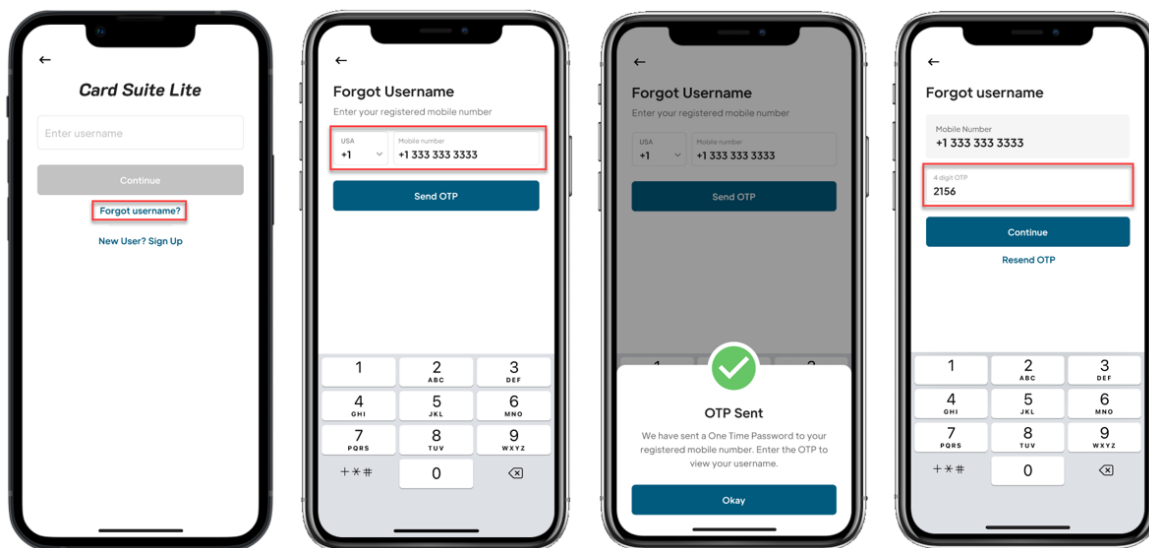 Card Suite Lite
Enter username
Continue
Forgot username?
New User? Sign Up
Forgot Username
Enter your registered mobile number
USA
Mobile number
+1
+1 333 333 3333
Send OTP
1
2
3
ABC
DEF
4
5
6
GHI
JKL
MNO
7
8
9
PQRS
TUV
WXYZ
+*#
0
Forgot Username
Enter your registered mobile number
USA
Mobile number
+1
+1 333 333 3333
Send OTP
OTP Sent
We have sent a One Time Password to your
registered mobile number. Enter the OTP to
view your username.
Okay
Forgot username
Mobile Number
+1 333 333 3333
4 digit OTP
2156
Continue
Resend OTP
1
2
3
ABC
DEF
4
5
6
GHI
JKL
MNO
7
8
9
PQRS
TUV
WXYZ
+*#
0